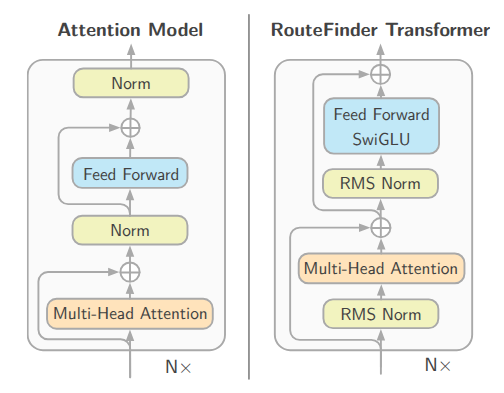 Attention Model
Norm
Feed Forward
Norm
Multi-Head Attention
N×
RouteFinder Transformer
Feed Forward
SwiGLU
RMS Norm
Multi-Head Attention
RMS Norm
N×